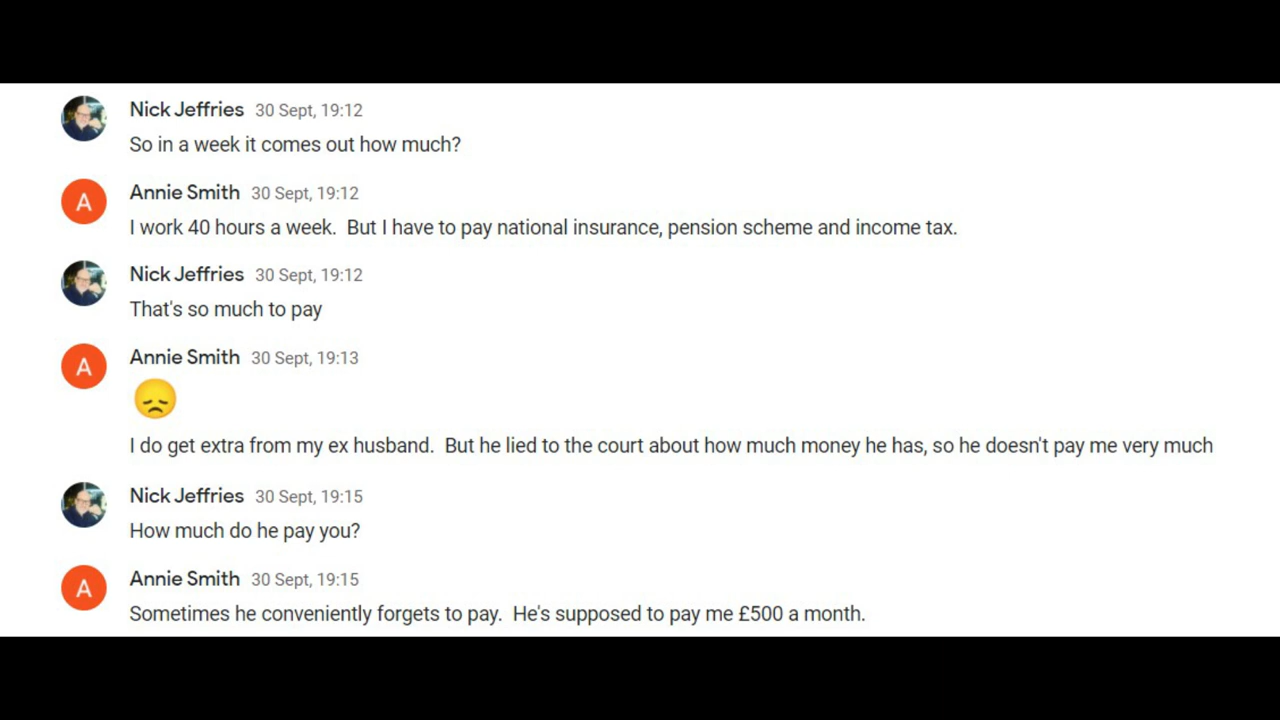 Nick Jeffries 30 Sept, 19:12
So in a week it comes out how much?
A
Annie Smith 30 Sept, 19:12
I work 40 hours a week.  But I have to pay national insurance, pension scheme and income tax.
Nick Jeffries 30 Sept, 19:12
That's so much to pay
A
Annie Smith 30 Sept, 19:13
I do get extra from my ex husband.  But he lied to the court about how much money he has, so he doesn't pay me very much
Nick Jeffries 30 Sept, 19:15
How much do he pay you?
A
Annie Smith 30 Sept, 19:15
Sometimes he conveniently forgets to pay.  He's supposed to pay me £500 a month.